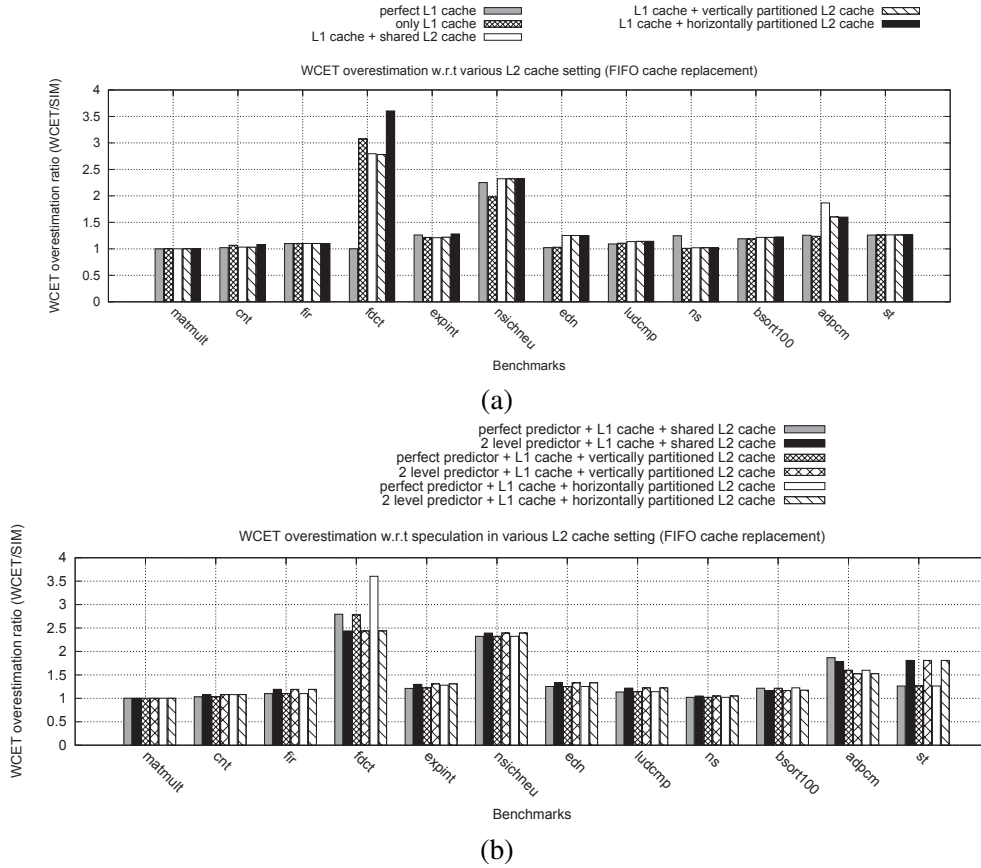 perfect L1 cache
only L1 cache
L1 cache + shared L2 cache
L1 cache + vertically partitioned L2 cache
L1 cache + horizontally partitioned L2 cache
WCET overestimation w.r.t various L2 cache setting (FIFO cache replacement)
WCET overestimation ratio (WCET/SIM)
4
3.5
3
2.5
2
1.5
1
0.5
0
matmult
cnt
fir
fdct
expint
nsichneu
edn
ludcmp
ns
bsort100
adpcm
st
Benchmarks
(a)
perfect predictor + L1 cache + shared L2 cache
2 level predictor + L1 cache + shared L2 cache
perfect predictor + L1 cache + vertically partitioned L2 cache
2 level predictor + L1 cache + vertically partitioned L2 cache
perfect predictor + L1 cache + horizontally partitioned L2 cache
2 level predictor + L1 cache + horizontally partitioned L2 cache
WCET overestimation w.r.t speculation in various L2 cache setting (FIFO cache replacement)
WCET overestimation ratio (WCET/SIM)
4
3.5
3
2.5
2
1.5
1
0.5
0
matmult
cnt
fir
fdct
expint
nsichneu
edn
ludcmp
ns
bsort100
adpcm
st
Benchmarks
(b)